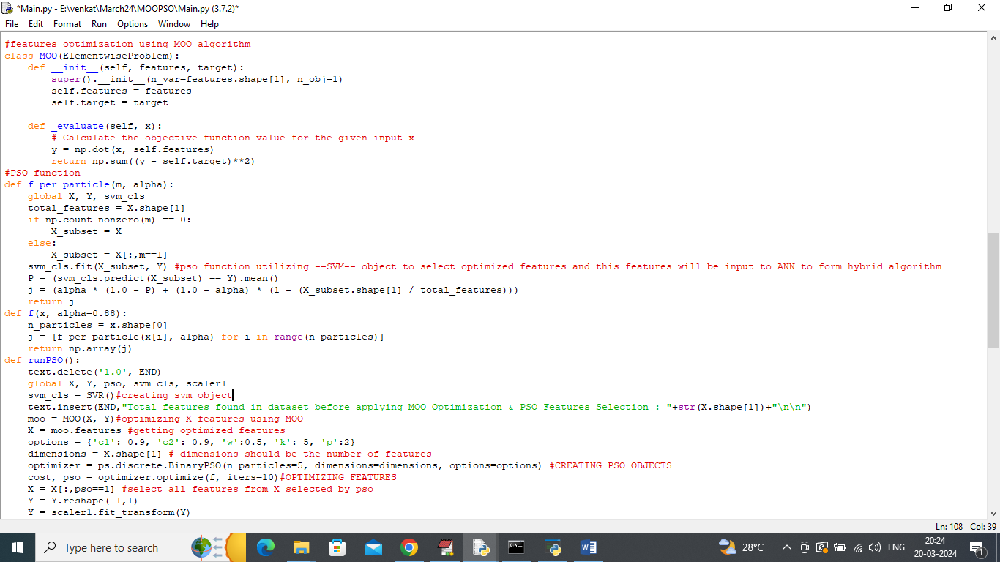 *Main.py - E:\venkat\March24\MOOPSO\Main.py (3.7.2)*
File Edit Format Run Options Window Help
#features optimization using MOO algorithm
class MOO(ElementwiseProblem):
    def __init__(self, features, target):
        super().__init__(n_var=features.shape[1], n_obj=1)
        self.features = features
        self.target = target
    def _evaluate(self, x):
        # Calculate the objective function value for the given input x
        y = np.dot(x, self.features)
        return np.sum((y - self.target)**2)
#PSO function
def f_per_particle(m, alpha):
    global X, Y, svm_cls
    total_features = X.shape[1]
    if np.count_nonzero(m) == 0:
        X_subset = X
    else:
        X_subset = X[:,m==1]
    svm_cls.fit(X_subset, Y) #pso function utilizing --SVM-- object to select optimized features and this features will be input to ANN to form hybrid algorithm
    P = (svm_cls.predict(X_subset) == Y).mean()
    j = (alpha * (1.0 - P) + (1.0 - alpha) * (1 - (X_subset.shape[1] / total_features)))
    return j
def f(x, alpha=0.88):
    n_particles = x.shape[0]
    j = [f_per_particle(x[i], alpha) for i in range(n_particles)]
    return np.array(j)
def runPSO():
    text.delete('1.0', END)
    global X, Y, pso, svm_cls, scaler1
    svm_cls = SVR()#creating svm object
    text.insert(END,"Total features found in dataset before applying MOO Optimization & PSO Features Selection : "+str(X.shape[1])+"\n\n")
    moo = MOO(X, Y)#optimizing X features using MOO
    X = moo.features #getting optimized features
    options = {'c1': 0.9, 'c2': 0.9, 'w':0.5, 'k': 5, 'p':2}
    dimensions = X.shape[1] # dimensions should be the number of features
    optimizer = ps.discrete.BinaryPSO(n_particles=5, dimensions=dimensions, options=options) #CREATING PSO OBJECTS
    cost, pso = optimizer.optimize(f, iters=10)#OPTIMIZING FEATURES
    X = X[:,pso==1] #select all features from X selected by pso
    Y = Y.reshape(-1,1)
    Y = scaler1.fit_transform(Y)
Ln: 108 Col: 39
Type here to search
28°C
ENG
20:24
20-03-2024
1